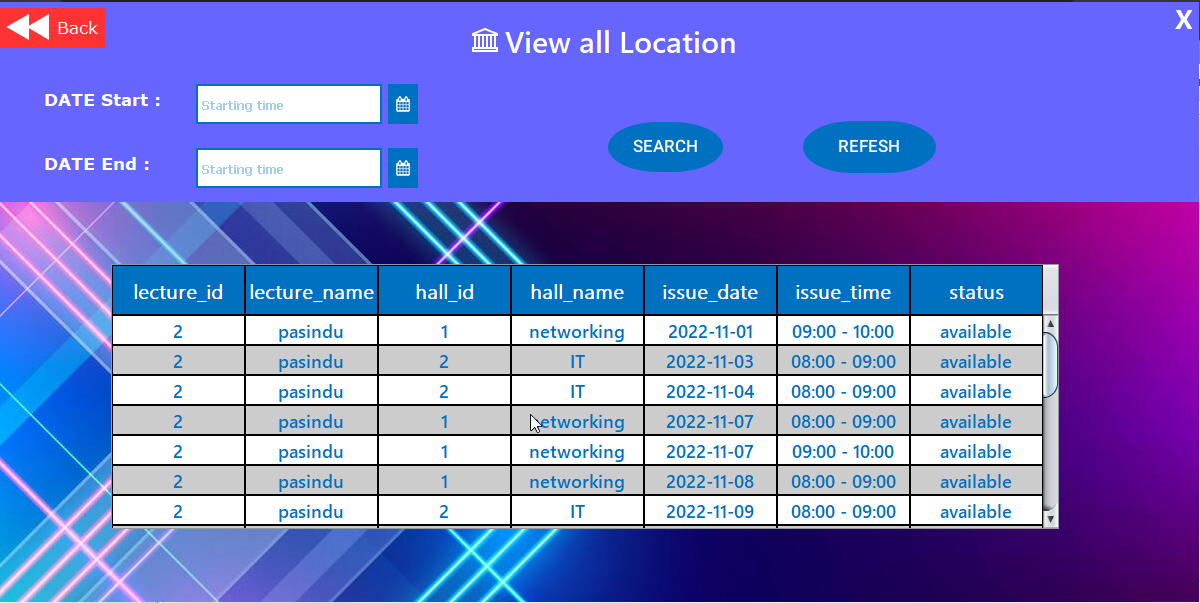 Back
X
View all Location
DATE Start :
Starting time
DATE End :
Starting time
SEARCH
REFESH
lecture_id lecture_name hall_id hall_name issue_date issue_time status
2 pasindu 1 networking 2022-11-01 09:00 - 10:00 available
2 pasindu 2 IT 2022-11-03 08:00 - 09:00 available
2 pasindu 2 IT 2022-11-04 08:00 - 09:00 available
2 pasindu 1 networking 2022-11-07 08:00 - 09:00 available
2 pasindu 1 networking 2022-11-07 09:00 - 10:00 available
2 pasindu 1 networking 2022-11-08 08:00 - 09:00 available
2 pasindu 2 IT 2022-11-09 08:00 - 09:00 available